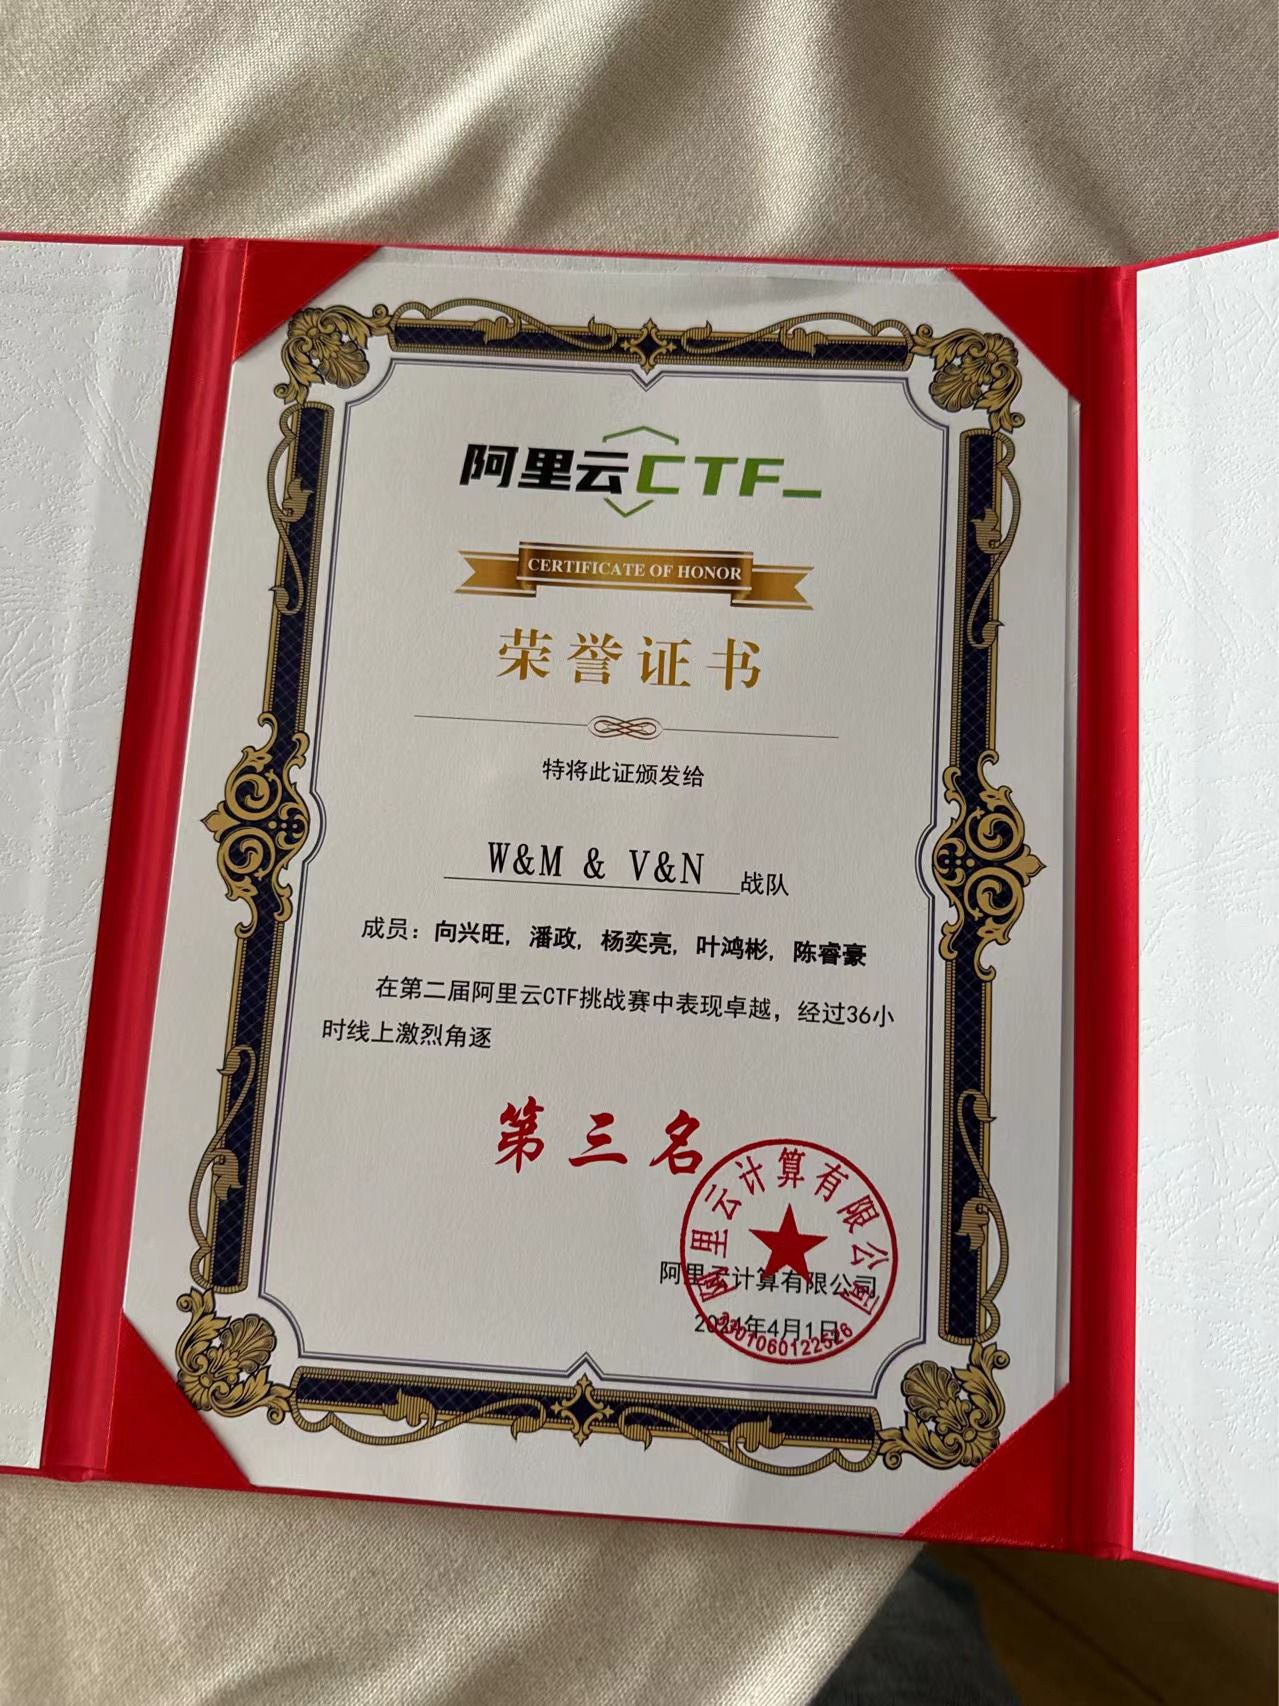 阿里云CTF_
CERTIFICATE OF HONOR
荣誉证书
特将此证颁发给
W&M & V&N 战队
成员：向兴旺，潘政，杨奕亮，叶鸿彬，陈睿豪
在第二届阿里云CTF挑战赛中表现卓越，经过36小
时线上激烈角逐
第三名
阿里云计算有限公司
阿里云计算有限公司
2024年4月1日